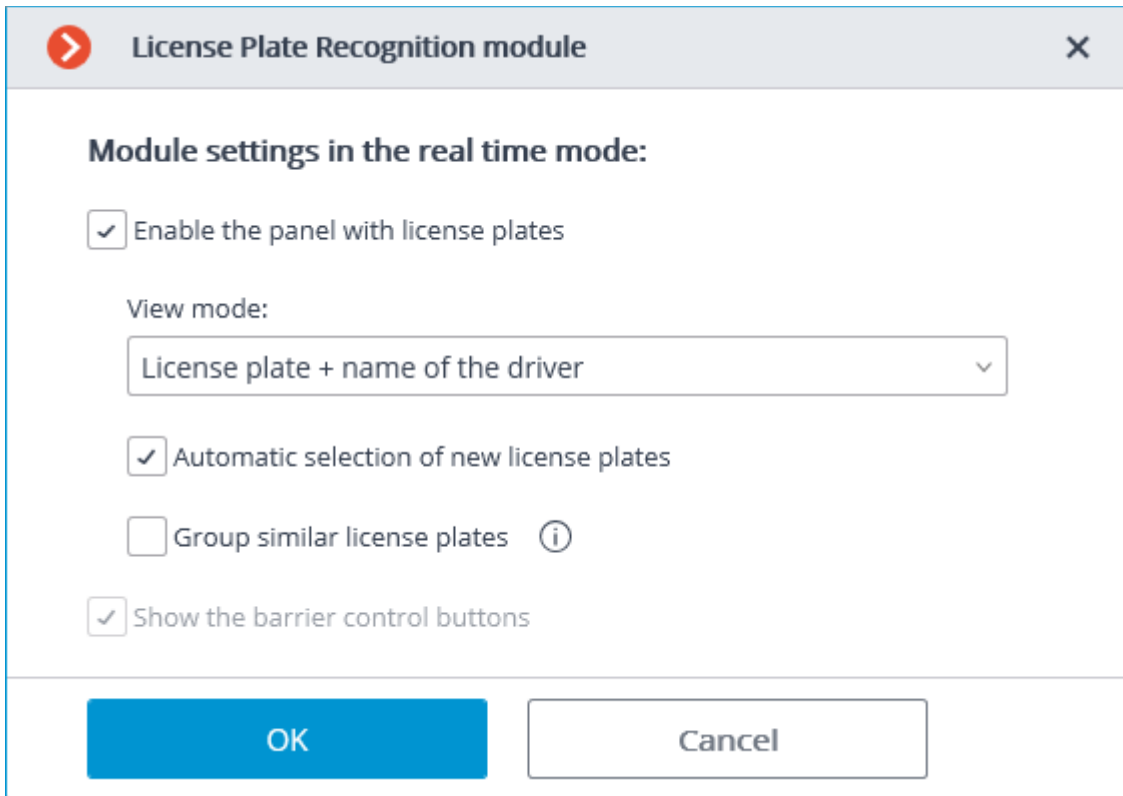 License Plate Recognition module
Module settings in the real time mode:
Enable the panel with license plates
View mode:
License plate + name of the driver
Automatic selection of new license plates
Group similar license plates
Show the barrier control buttons
OK
Cancel